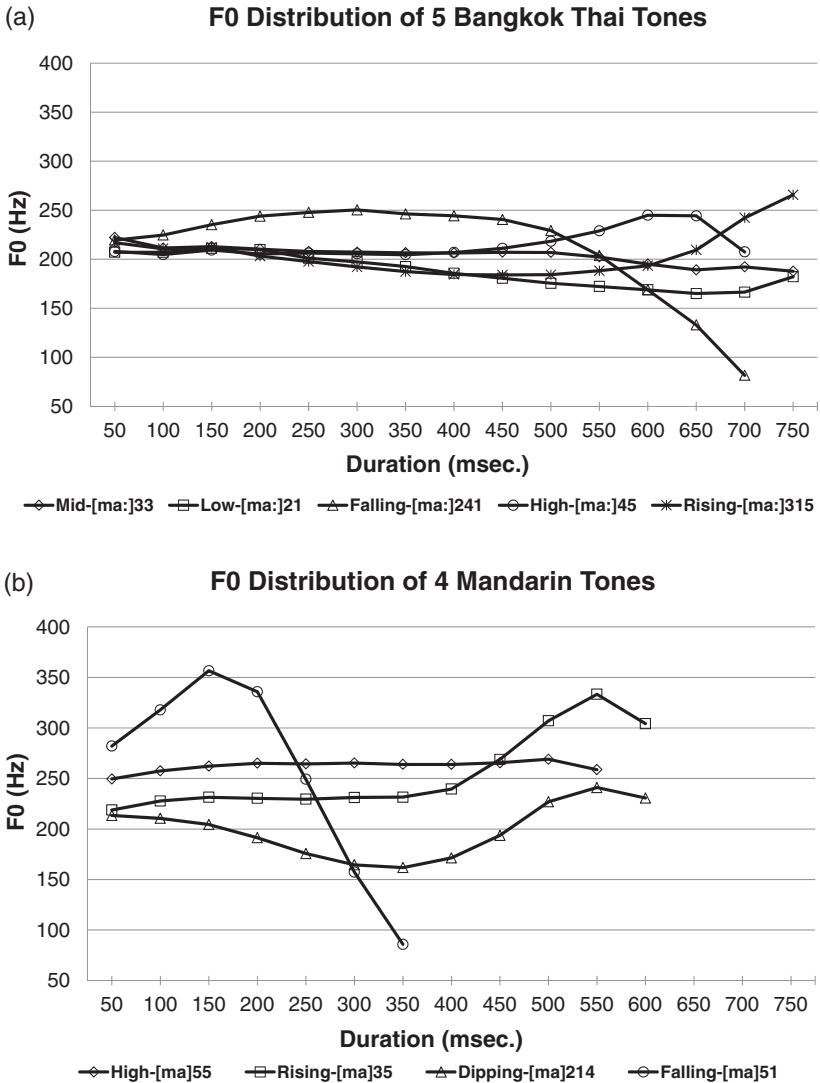 (a) F0 Distribution of 5 Bangkok Thai Tones
400
350
300
250
200
150
100
50
F0 (Hz)
50 100 150 200 250 300 350 400 450 500 550 600 650 700 750
Duration (msec.)
Mid-[ma:]33 Low-[ma:]21 Falling-[ma:]241 High-[ma:]45 Rising-[ma:]315
(b) F0 Distribution of 4 Mandarin Tones
400
350
300
250
200
150
100
50
F0 (Hz)
50 100 150 200 250 300 350 400 450 500 550 600 650 700 750
Duration (msec.)
High-[ma]55 Rising-[ma]35 Dipping-[ma]214 Falling-[ma]51